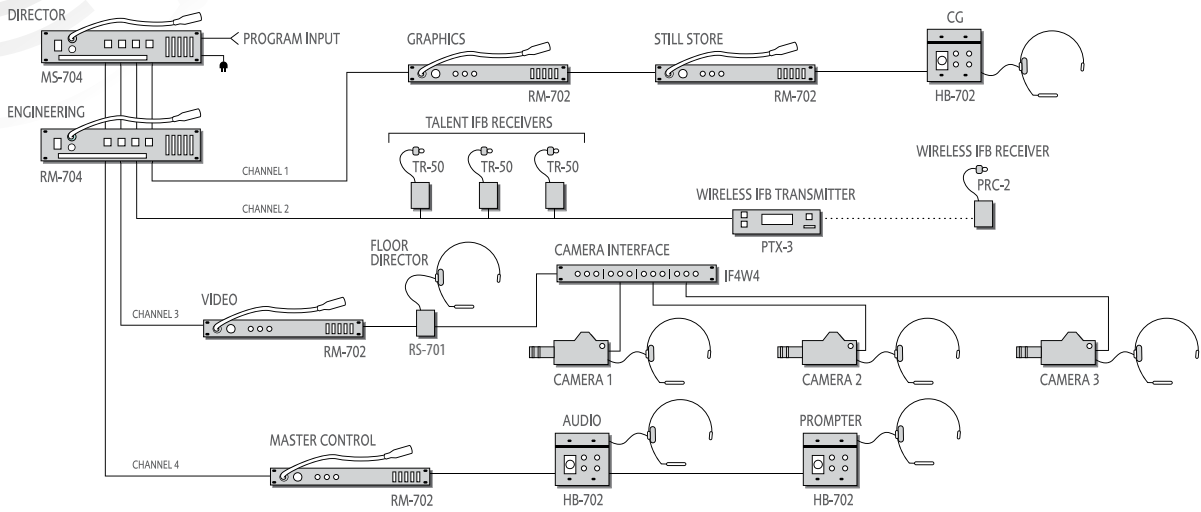 DIRECTOR
PROGRAM INPUT
MS-704
ENGINEERING
RM-704
GRAPHICS
RM-702
STILL STORE
RM-702
CG
HB-702
CHANNEL 1
TALENT IFB RECEIVERS
TR-50
TR-50
TR-50
CHANNEL 2
WIRELESS IFB TRANSMITTER
PTX-3
WIRELESS IFB RECEIVER
PRC-2
CHANNEL 3
VIDEO
RM-702
FLOOR
DIRECTOR
RS-701
CAMERA INTERFACE
IF4W4
CAMERA 1
CAMERA 2
CAMERA 3
CHANNEL 4
MASTER CONTROL
RM-702
AUDIO
HB-702
PROMPTER
HB-702